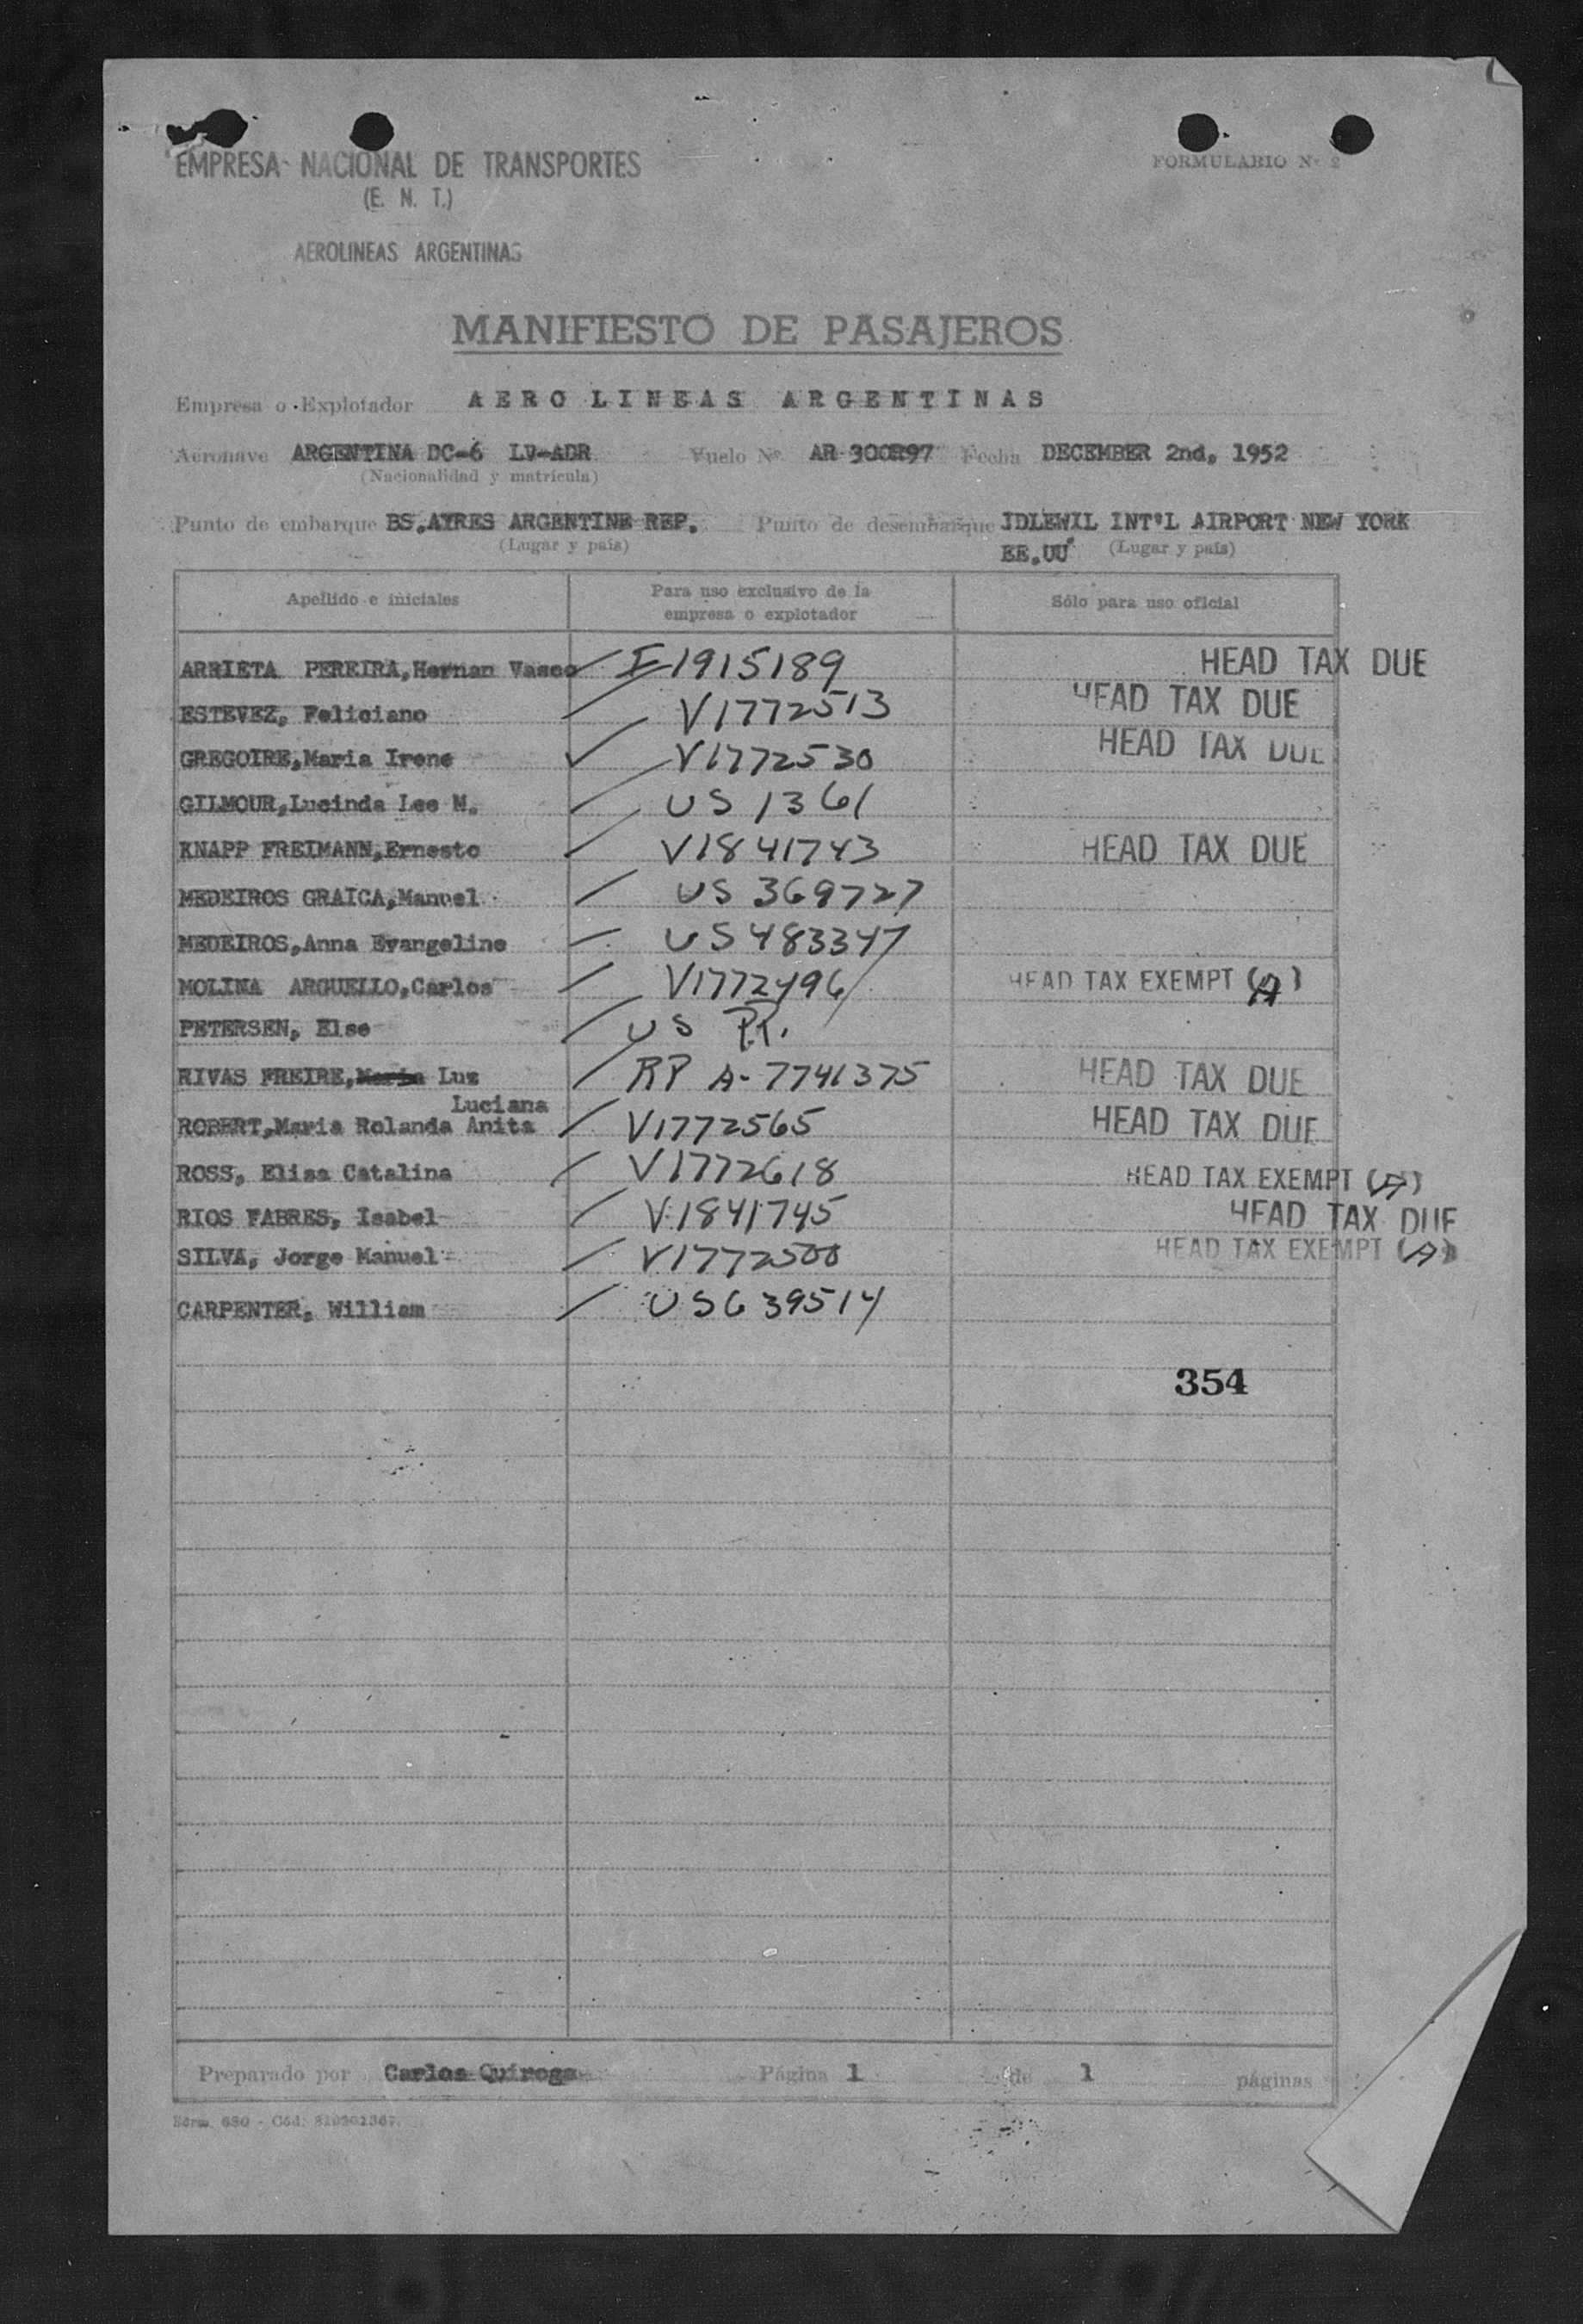 EMPRESA NACIONAL DE TRANSPORTES
(E. N. T.)
AEROLINEAS ARGENTINAS
FORMULARIO Nº 2
MANIFIESTO DE PASAJEROS
Empresa o Explotador AERO LINEAS ARGENTINAS
Aeronave ARGENTINA DC-6 LV-ADR Vuelo Nº AR 300R97 Fecha DECEMBER 2nd, 1952
(Nacionalidad y matrícula)
Punto de embarque BS.AYRES ARGENTINE REP. Punto de desembarque IDLEWIL INT'L AIRPORT NEW YORK
(Lugar y país) EE.UU (Lugar y país)
Apellido e iniciales Para uso exclusivo de la empresa o explotador Sólo para uso oficial
ARRIETA PEREIRA,Hernan Vasco I 1915189 HEAD TAX DUE
ESTEVEZ, Feliciano V1772513 HEAD TAX DUE
GREGOIRE,Maria Irene V1772530 HEAD TAX DUE
GILMOUR,Lucinda Lee M. US 1361
KNAPP FREIMANN,Ernesto V1841743 HEAD TAX DUE
MEDEIROS GRAICA,Manuel US 369727
MEDEIROS,Anna Evangeline US 483347
MOLINA ARGUELLO,Carlos V1772496 HEAD TAX EXEMPT (A)
PETERSEN, Else US P.R.
RIVAS FREIRE,Maria Luz RP A-7741375 HEAD TAX DUE
Luciana
ROBERT,Maria Rolanda Anita V1772565 HEAD TAX DUE
ROSS, Elisa Catalina V1772618 HEAD TAX EXEMPT (A)
RIOS FABRES, Isabel V1841745 HEAD TAX DUE
SILVA, Jorge Manuel V1772500 HEAD TAX EXEMPT (A)
CARPENTER, William US639514
354
Preparado por Carlos Quiroga Página 1 de 1 páginas
Fórm. 680 - Cód.